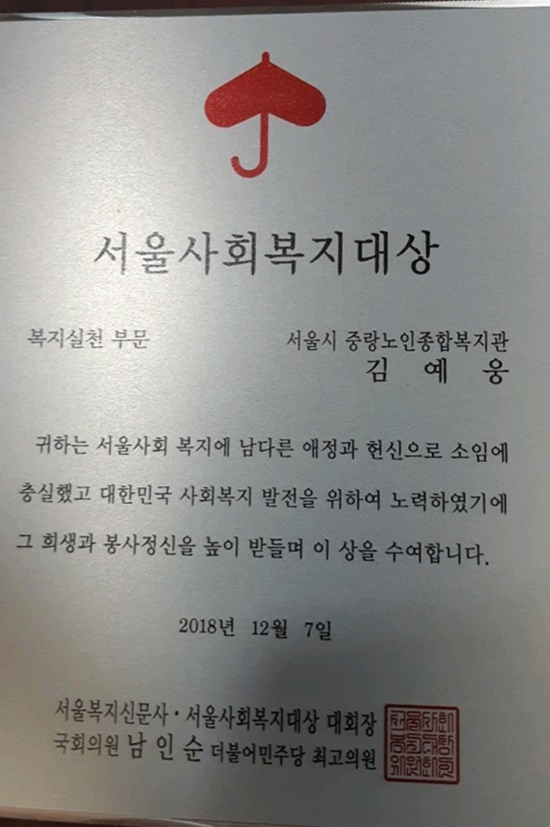 서울사회복지대상
복지실천 부문
서울시 중랑노인종합복지관
김 예 웅
귀하는 서울사회 복지에 남다른 애정과 헌신으로 소임에
충실했고 대한민국 사회복지 발전을 위하여 노력하였기에
그 희생과 봉사정신을 높이 받들며 이 상을 수여합니다.
2018년 12월 7일
서울복지신문사·서울사회복지대상 대회장
국회의원 남인순 더불어민주당 최고의원